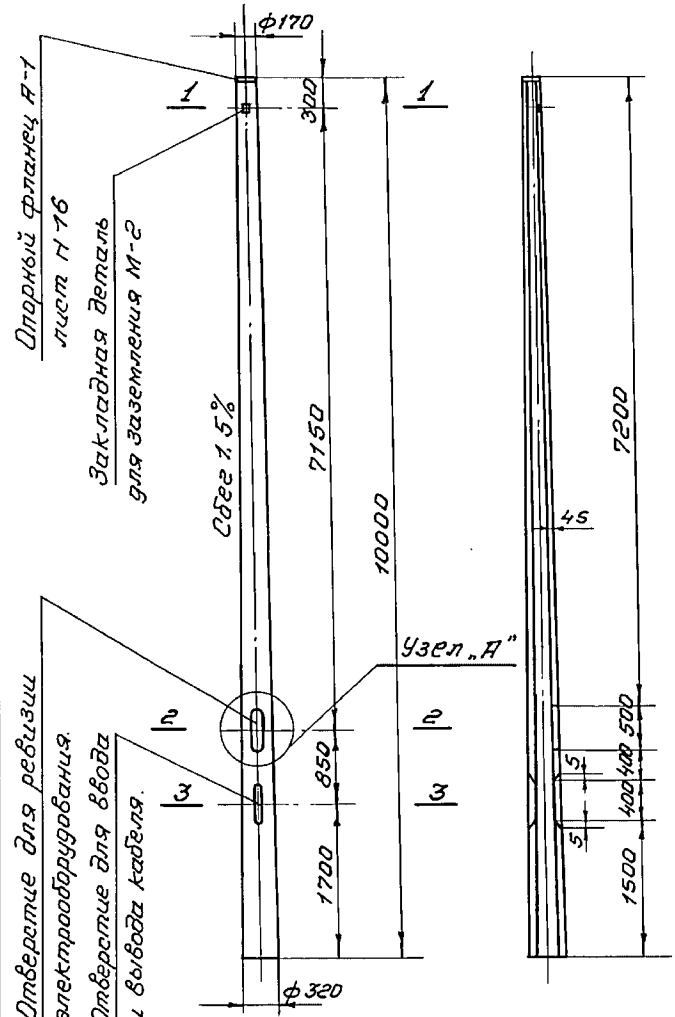 ф170
Опорный фланец А-1
лист Н-16
1
1
300
Закладная деталь
для заземления М-2
Сбег 1.5%
7150
10000
7200
45
Узел „А”
Отверстие для ревизии
электрооборудования.
2
2
500
400
850
5
Отверстие для ввода
и вывода кабеля.
3
3
400
5
1700
1500
ф320